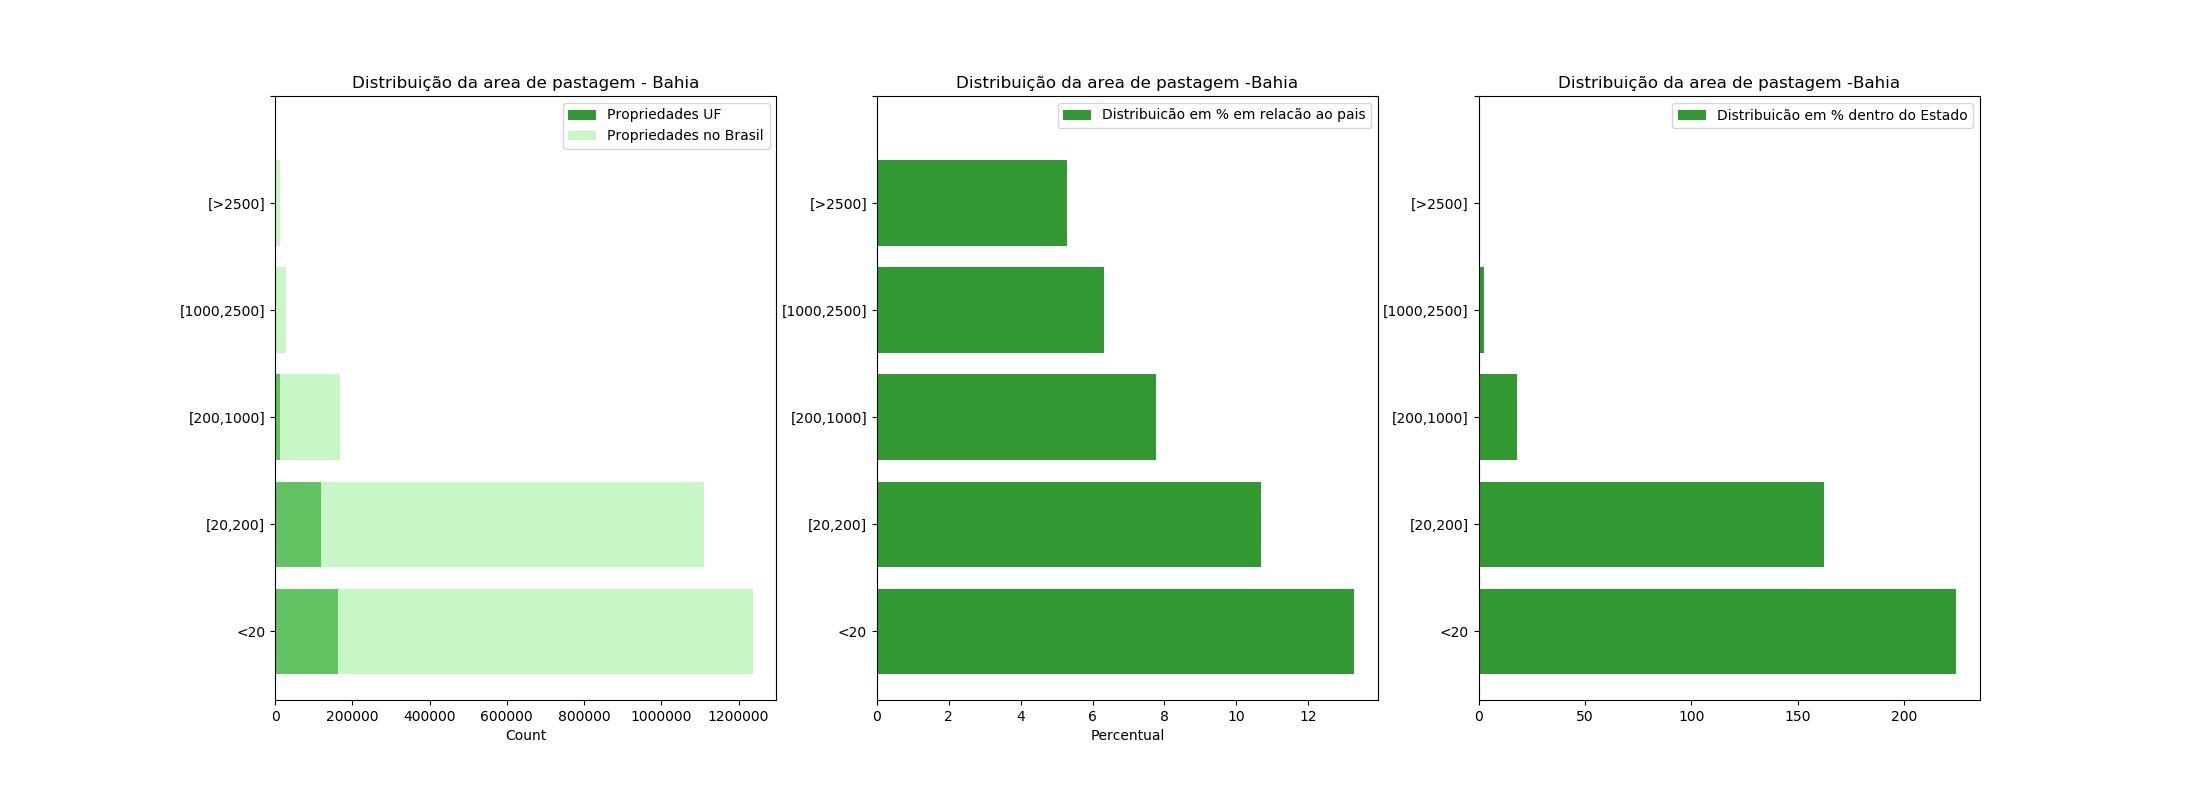 Distribuição da area de pastagem - Bahia
Propriedades UF
Propriedades no Brasil
[>2500]
[1000,2500]
[200,1000]
[20,200]
<20
0 200000 400000 600000 800000 1000000 1200000
Count
Distribuição da area de pastagem -Bahia
Distribuicão em % em relacão ao pais
[>2500]
[1000,2500]
[200,1000]
[20,200]
<20
0 2 4 6 8 10 12
Percentual
Distribuição da area de pastagem -Bahia
Distribuicão em % dentro do Estado
[>2500]
[1000,2500]
[200,1000]
[20,200]
<20
0 50 100 150 200